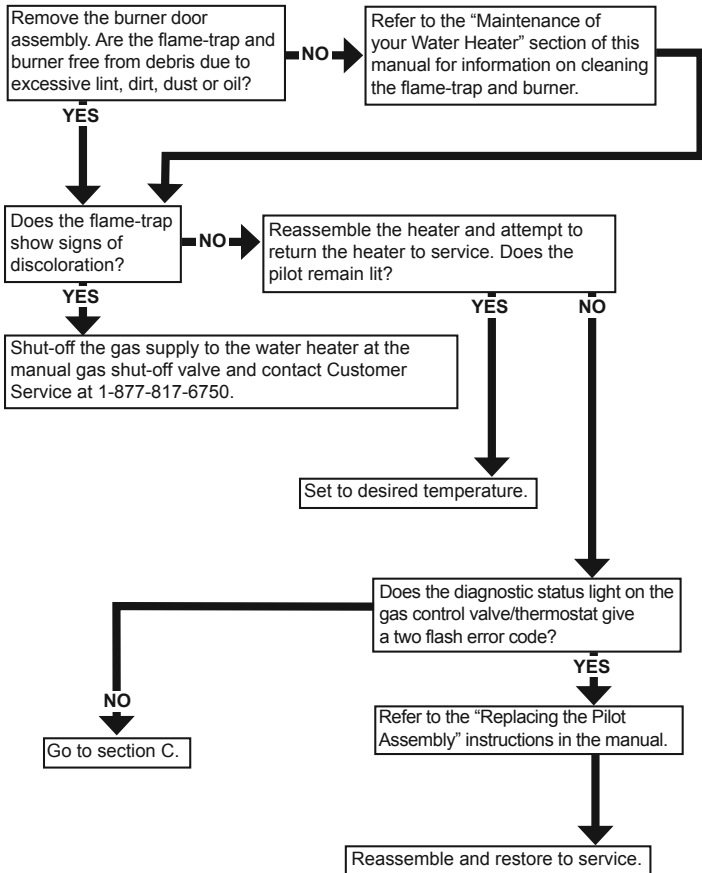 Remove the burner door
assembly. Are the flame-trap and
burner free from debris due to
excessive lint, dirt, dust or oil?
NO
Refer to the “Maintenance of
your Water Heater” section of this
manual for information on cleaning
the flame-trap and burner.
YES
Does the flame-trap
show signs of
discoloration?
NO
Reassemble the heater and attempt to
return the heater to service. Does the
pilot remain lit?
YES
YES
NO
Shut-off the gas supply to the water heater at the
manual gas shut-off valve and contact Customer
Service at 1-877-817-6750.
Set to desired temperature.
Does the diagnostic status light on the
gas control valve/thermostat give
a two flash error code?
YES
NO
Refer to the “Replacing the Pilot
Assembly” instructions in the manual.
Go to section C.
Reassemble and restore to service.